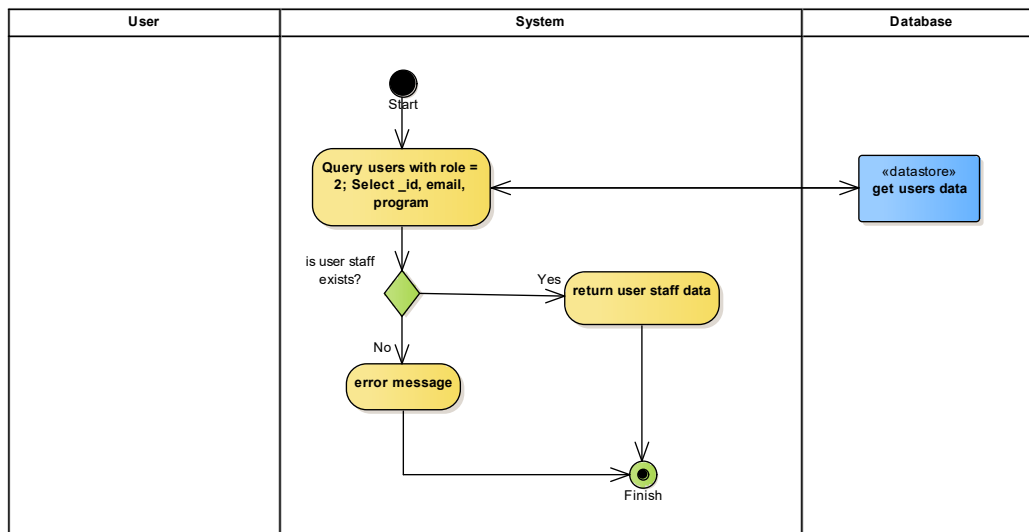 User
System
Database
Start
Query users with role =
2; Select _id, email,
program
«datastore»
get users data
is user staff
exists?
Yes
return user staff data
No
error message
Finish